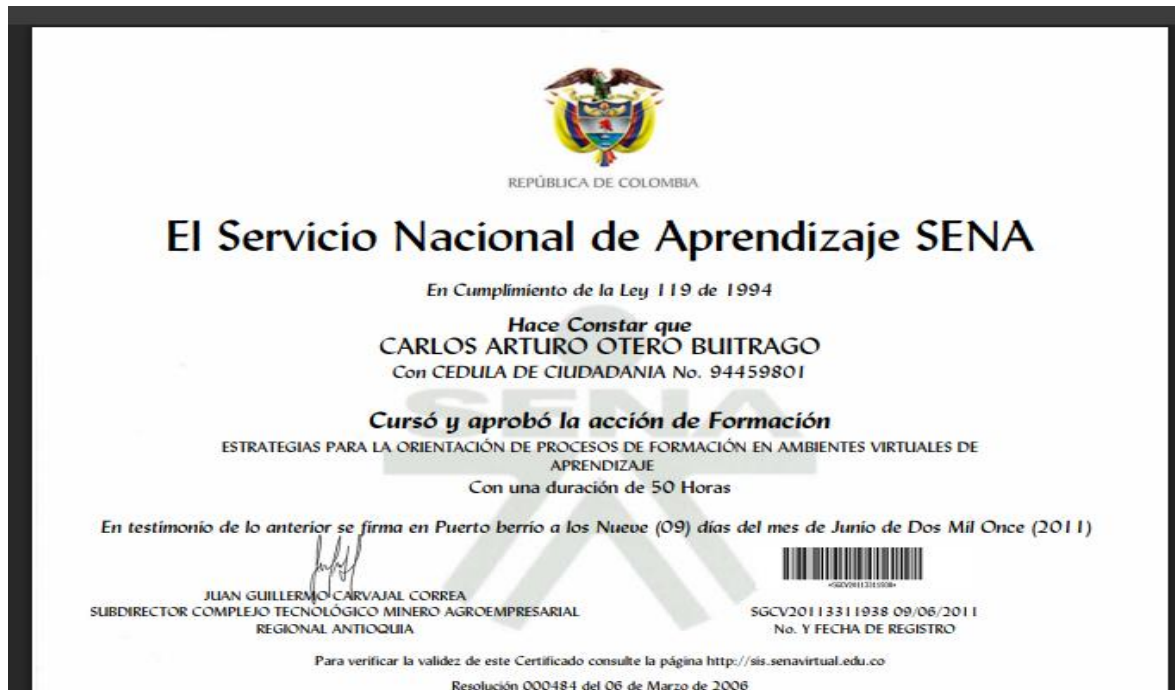 REPÚBLICA DE COLOMBIA
El Servicio Nacional de Aprendizaje SENA
En Cumplimiento de la Ley 119 de 1994
Hace Constar que
CARLOS ARTURO OTERO BUITRAGO
Con CEDULA DE CIUDADANIA No. 94459801
SENA
Cursó y aprobó la acción de Formación
ESTRATEGIAS PARA LA ORIENTACIÓN DE PROCESOS DE FORMACIÓN EN AMBIENTES VIRTUALES DE
APRENDIZAJE
Con una duración de 50 Horas
En testimonio de lo anterior se firma en Puerto berrío a los Nueve (09) días del mes de Junio de Dos Mil Once (2011)
JUAN GUILLERMO CARVAJAL CORREA
SUBDIRECTOR COMPLEJO TECNOLÓGICO MINERO AGROEMPRESARIAL
REGIONAL ANTIOQUIA
SGCV20113311938 09/06/2011
No. Y FECHA DE REGISTRO
Para verificar la validez de este Certificado consulte la página http://sis.senavirtual.edu.co
Resolución 000484 del 06 de Marzo de 2006